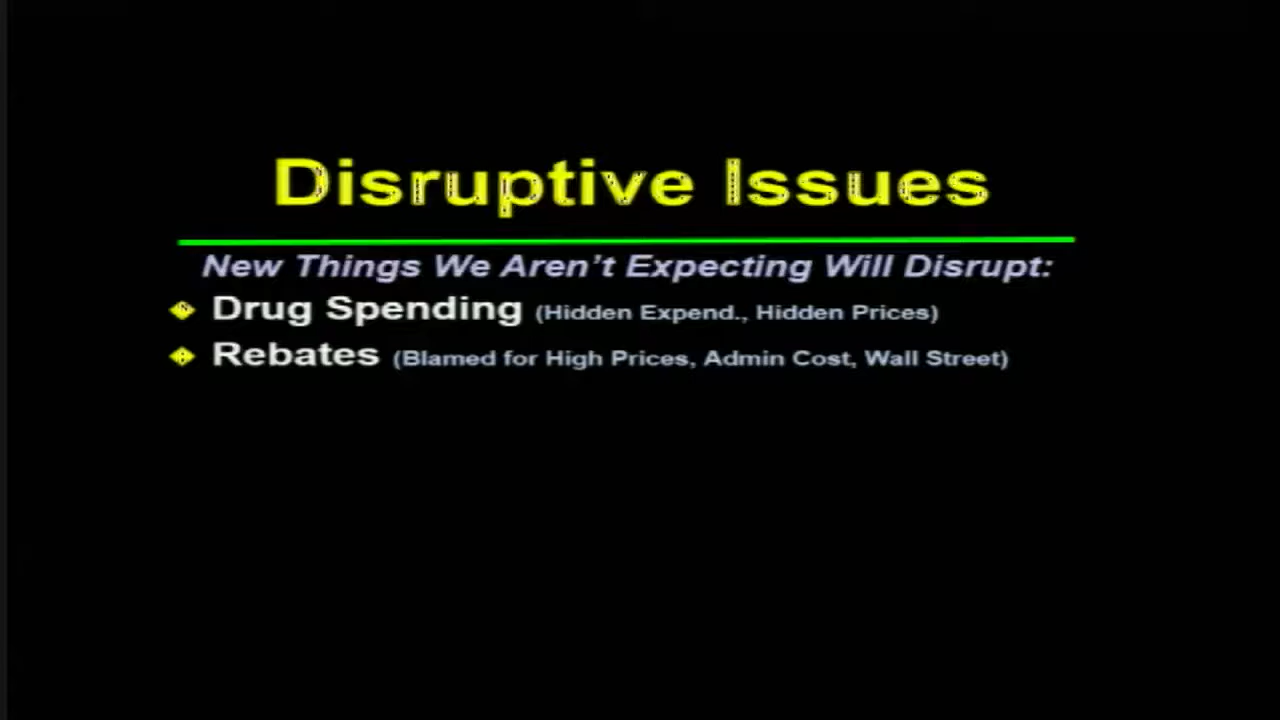 Disruptive Issues
New Things We Aren't Expecting Will Disrupt:
Drug Spending (Hidden Expend., Hidden Prices)
Rebates (Blamed for High Prices, Admin Cost, Wall Street)